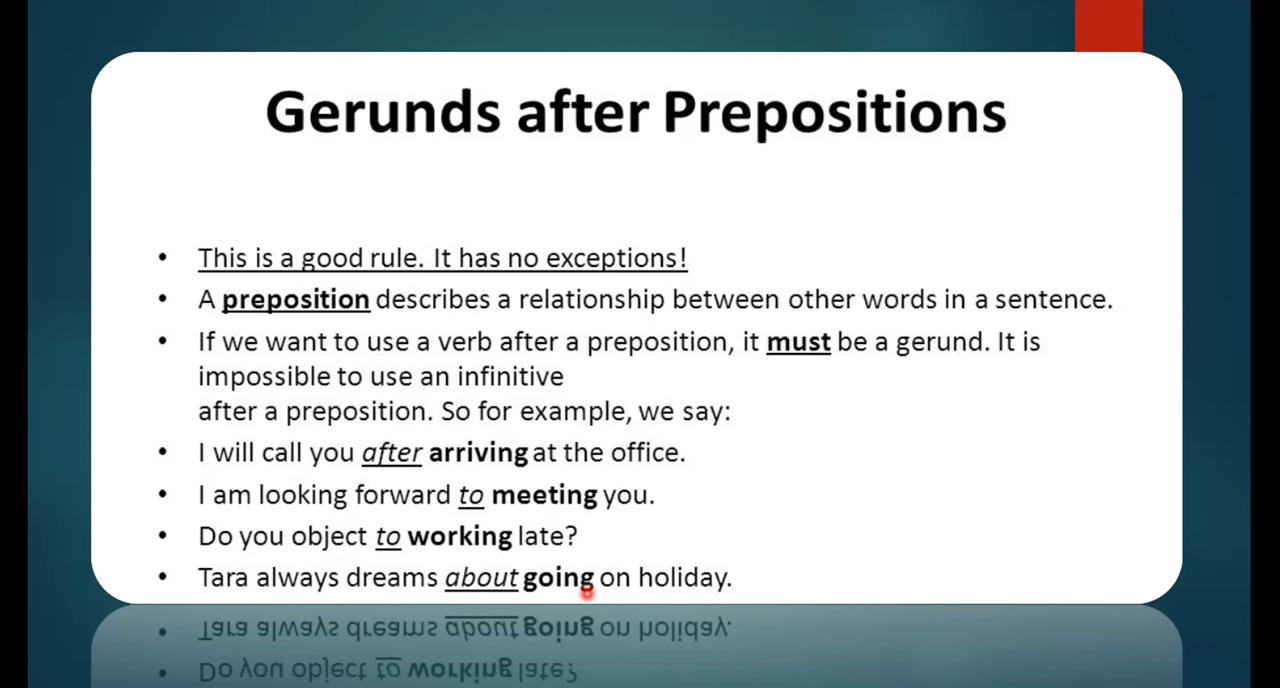 Gerunds after Prepositions
• This is a good rule. It has no exceptions!
• A preposition describes a relationship between other words in a sentence.
• If we want to use a verb after a preposition, it must be a gerund. It is
impossible to use an infinitive
after a preposition. So for example, we say:
• I will call you after arriving at the office.
• I am looking forward to meeting you.
• Do you object to working late?
• Tara always dreams about going on holiday.